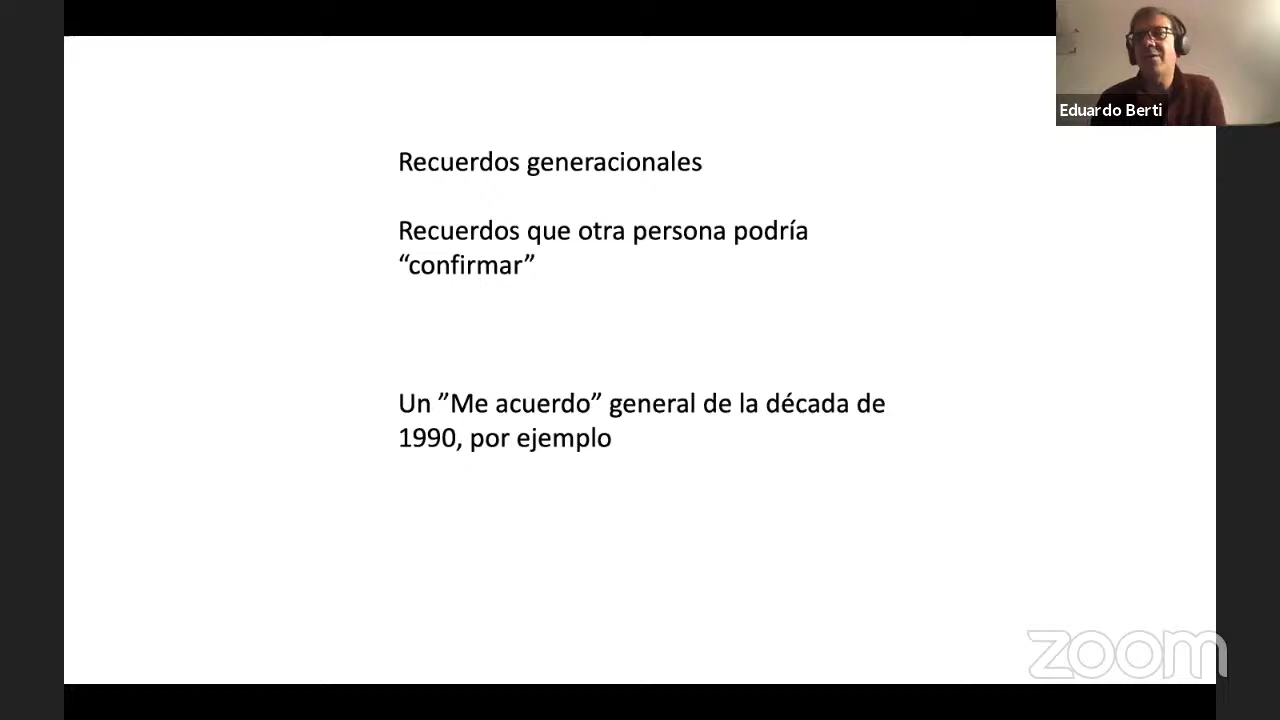 Eduardo Berti
Recuerdos generacionales
Recuerdos que otra persona podría
“confirmar”
Un ”Me acuerdo” general de la década de
1990, por ejemplo
zoom